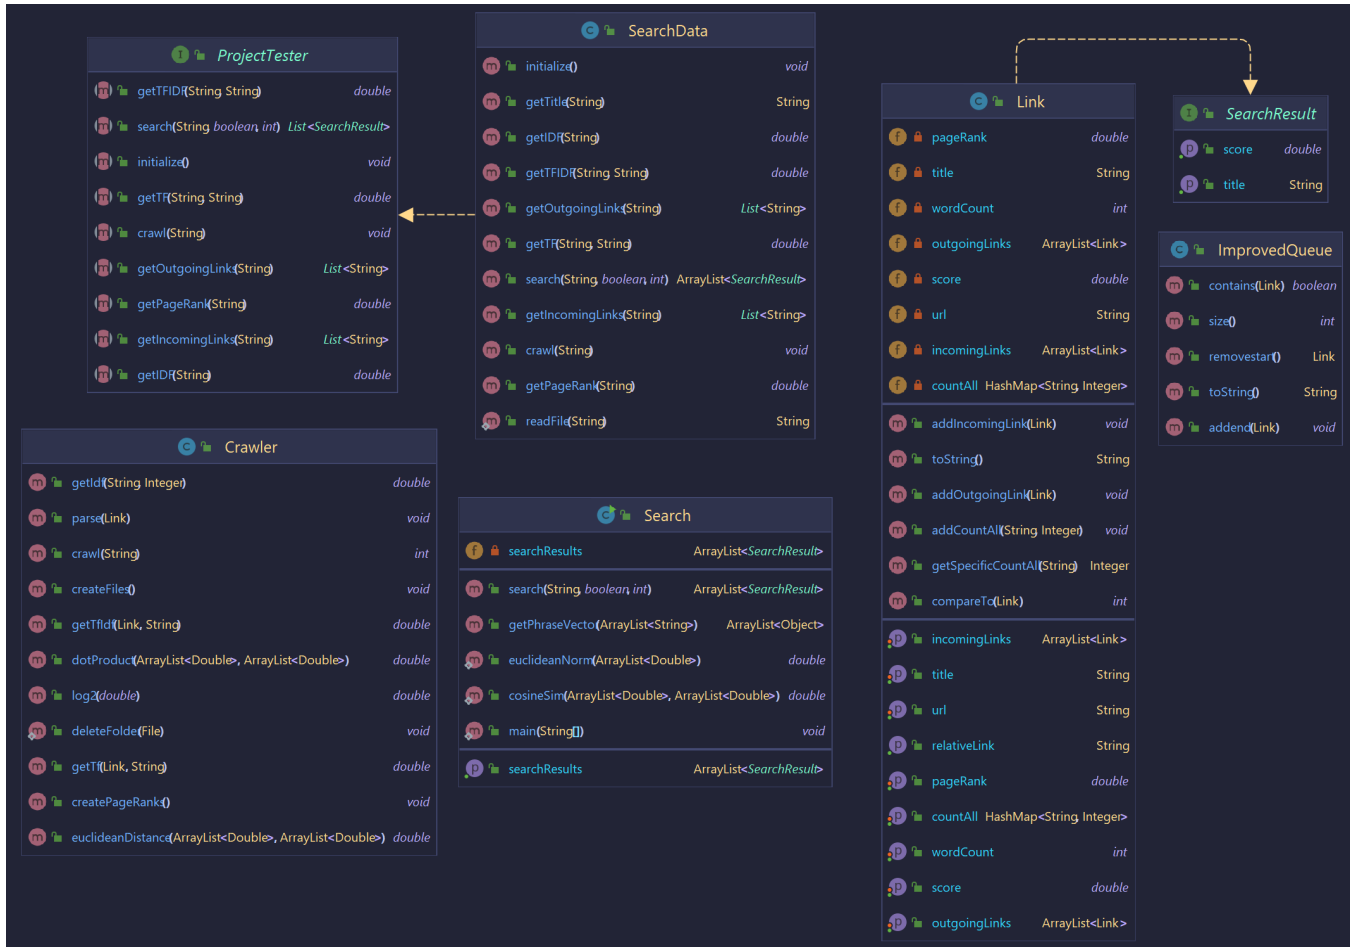 ProjectTester
getTFIDF(String, String) double
search(String, boolean, int) List<SearchResult>
initialize() void
getTF(String, String) double
crawl(String) void
getOutgoingLinks(String) List<String>
getPageRank(String) double
getIncomingLinks(String) List<String>
getIDF(String) double
SearchData
initialize() void
getTitle(String) String
getIDF(String) double
getTFIDF(String, String) double
getOutgoingLinks(String) List<String>
getTF(String, String) double
search(String, boolean, int) ArrayList<SearchResult>
getIncomingLinks(String) List<String>
crawl(String) void
getPageRank(String) double
readFile(String) String
Link
pageRank double
title String
wordCount int
outgoingLinks ArrayList<Link>
score double
url String
incomingLinks ArrayList<Link>
countAll HashMap<String, Integer>
addIncomingLink(Link) void
toString() String
addOutgoingLink(Link) void
addCountAll(String, Integer) void
getSpecificCountAll(String) Integer
compareTo(Link) int
incomingLinks ArrayList<Link>
title String
url String
relativeLink String
pageRank double
countAll HashMap<String, Integer>
wordCount int
score double
outgoingLinks ArrayList<Link>
SearchResult
score double
title String
ImprovedQueue
contains(Link) boolean
size() int
removestart() Link
toString() String
addend(Link) void
Crawler
getIdf(String, Integer) double
parse(Link) void
crawl(String) int
createFiles() void
getTfIdf(Link, String) double
dotProduct(ArrayList<Double>, ArrayList<Double>) double
log2(double) double
deleteFolder(File) void
getTf(Link, String) double
createPageRanks() void
euclideanDistance(ArrayList<Double>, ArrayList<Double>) double
Search
searchResults ArrayList<SearchResult>
search(String, boolean, int) ArrayList<SearchResult>
getPhraseVector(ArrayList<String>) ArrayList<Object>
euclideanNorm(ArrayList<Double>) double
cosineSim(ArrayList<Double>, ArrayList<Double>) double
main(String[]) void
searchResults ArrayList<SearchResult>